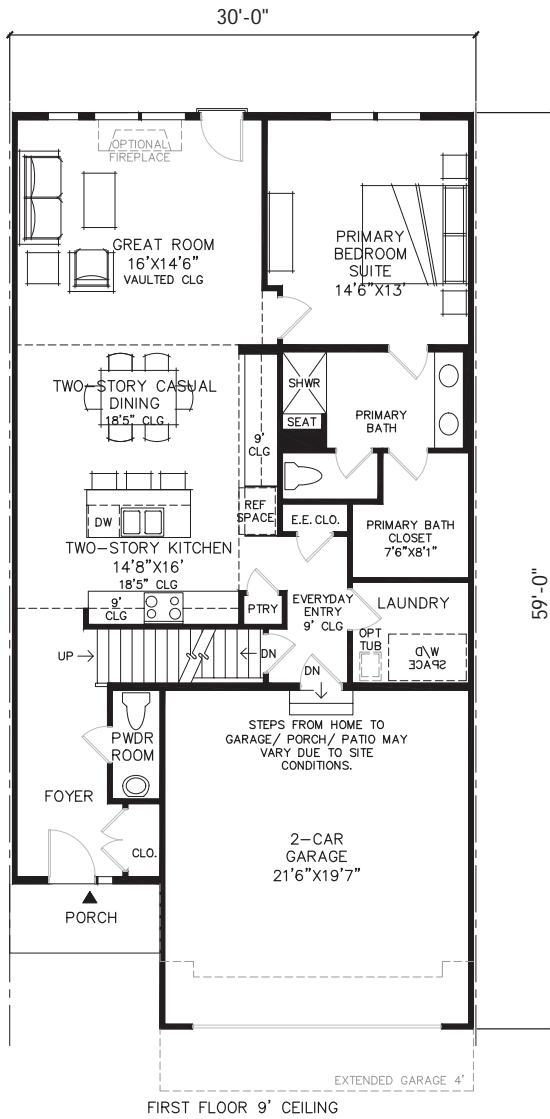 30'-0"
OPTIONAL
FIREPLACE
GREAT ROOM
16'X14'6"
VAULTED CLG
PRIMARY
BEDROOM
SUITE
14'6"X13'
TWO-STORY CASUAL
DINING
18'5" CLG
SHWR
SEAT
PRIMARY
BATH
9'
CLG
REF
SPACE
E.E. CLO.
PRIMARY BATH
CLOSET
7'6"X8'1"
DW
TWO-STORY KITCHEN
14'8"X16'
18'5" CLG
9'
CLG
PTRY
EVERYDAY
ENTRY
9' CLG
LAUNDRY
OPT
TUB
W/D
SPACE
59'-0"
UP
DN
DN
STEPS FROM HOME TO
GARAGE/ PORCH/ PATIO MAY
VARY DUE TO SITE
CONDITIONS.
PWDR
ROOM
FOYER
CLO.
2-CAR
GARAGE
21'6"X19'7"
PORCH
EXTENDED GARAGE 4'
FIRST FLOOR 9' CEILING